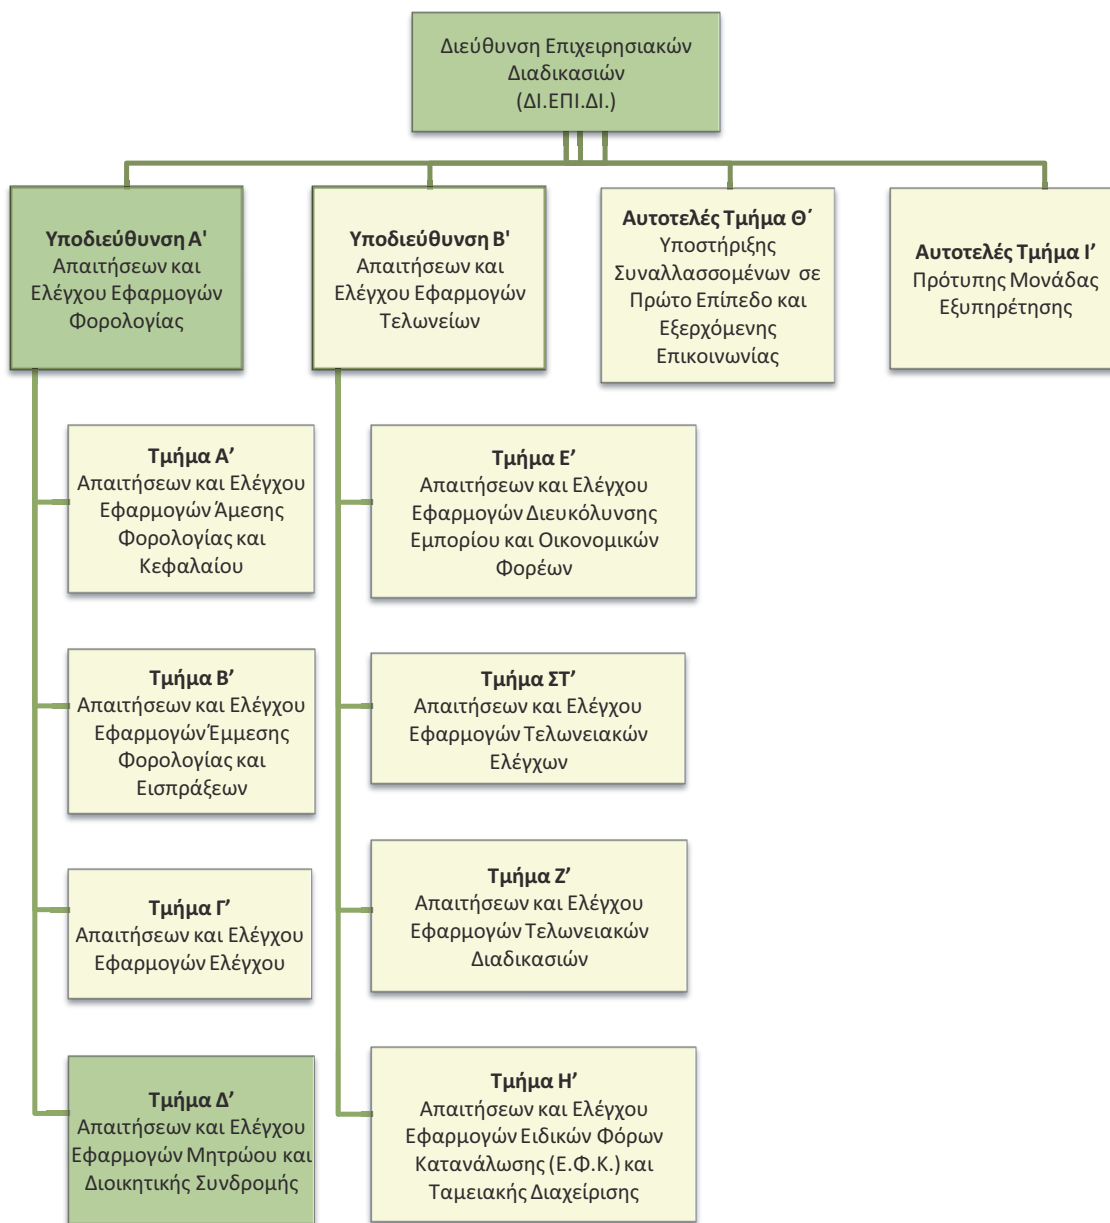 Διεύθυνση Επιχειρησιακών
Διαδικασιών
(ΔΙ.ΕΠΙ.ΔΙ.)
Υποδιεύθυνση Α'
Απαιτήσεων και
Ελέγχου Εφαρμογών
Φορολογίας
Υποδιεύθυνση Β'
Απαιτήσεων και
Ελέγχου Εφαρμογών
Τελωνείων
Αυτοτελές Τμήμα Θ΄
Υποστήριξης
Συναλλασσομένων σε
Πρώτο Επίπεδο και
Εξερχόμενης
Επικοινωνίας
Αυτοτελές Τμήμα Ι’
Πρότυπης Μονάδας
Εξυπηρέτησης
Τμήμα Α’
Απαιτήσεων και Ελέγχου
Εφαρμογών Άμεσης
Φορολογίας και
Κεφαλαίου
Τμήμα Β’
Απαιτήσεων και Ελέγχου
Εφαρμογών Έμμεσης
Φορολογίας και
Εισπράξεων
Τμήμα Γ’
Απαιτήσεων και Ελέγχου
Εφαρμογών Ελέγχου
Τμήμα Δ’
Απαιτήσεων και Ελέγχου
Εφαρμογών Μητρώου και
Διοικητικής Συνδρομής
Τμήμα Ε’
Απαιτήσεων και Ελέγχου
Εφαρμογών Διευκόλυνσης
Εμπορίου και Οικονομικών
Φορέων
Τμήμα ΣΤ’
Απαιτήσεων και Ελέγχου
Εφαρμογών Τελωνειακών
Ελέγχων
Τμήμα Ζ’
Απαιτήσεων και Ελέγχου
Εφαρμογών Τελωνειακών
Διαδικασιών
Τμήμα Η’
Απαιτήσεων και Ελέγχου
Εφαρμογών Ειδικών Φόρων
Κατανάλωσης (Ε.Φ.Κ.) και
Ταμειακής Διαχείρισης